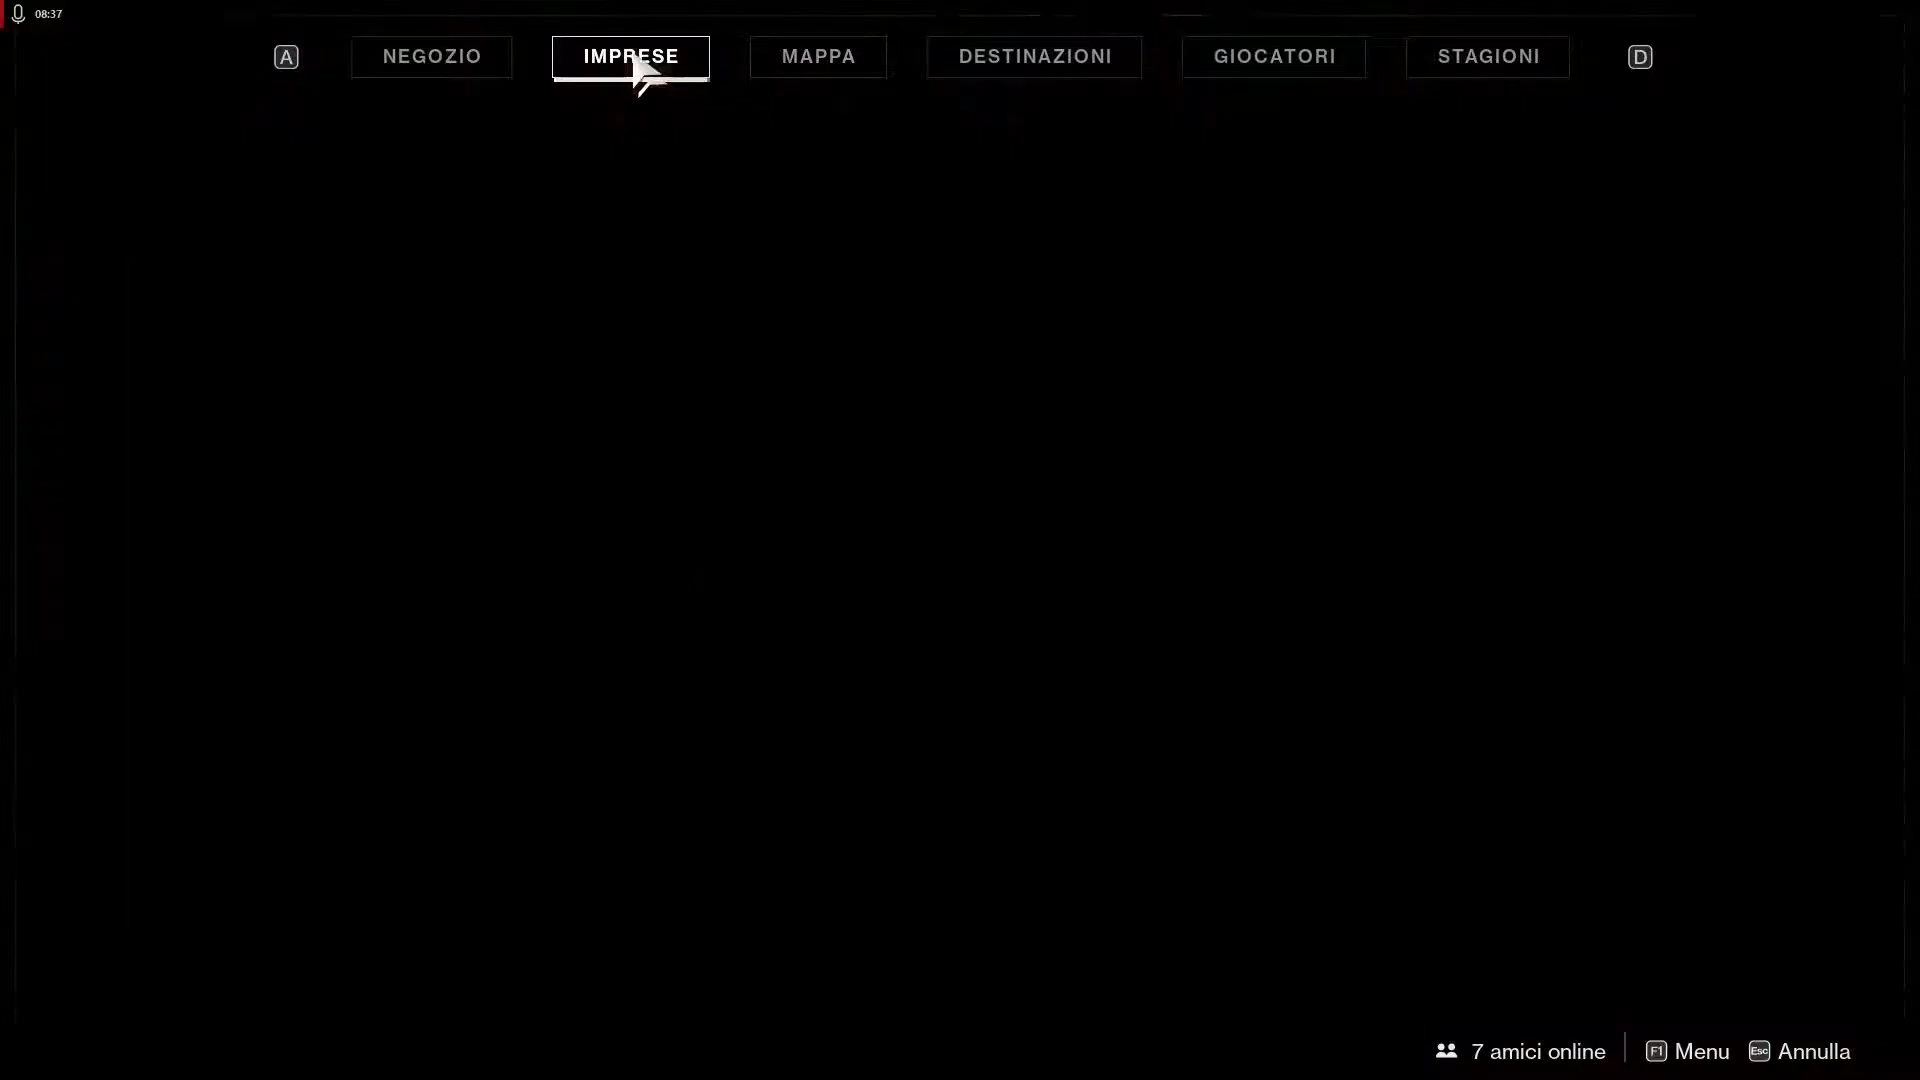 08:37
A NEGOZIO IMPRESE MAPPA DESTINAZIONI GIOCATORI STAGIONI D
7 amici online F1 Menu Esc Annulla